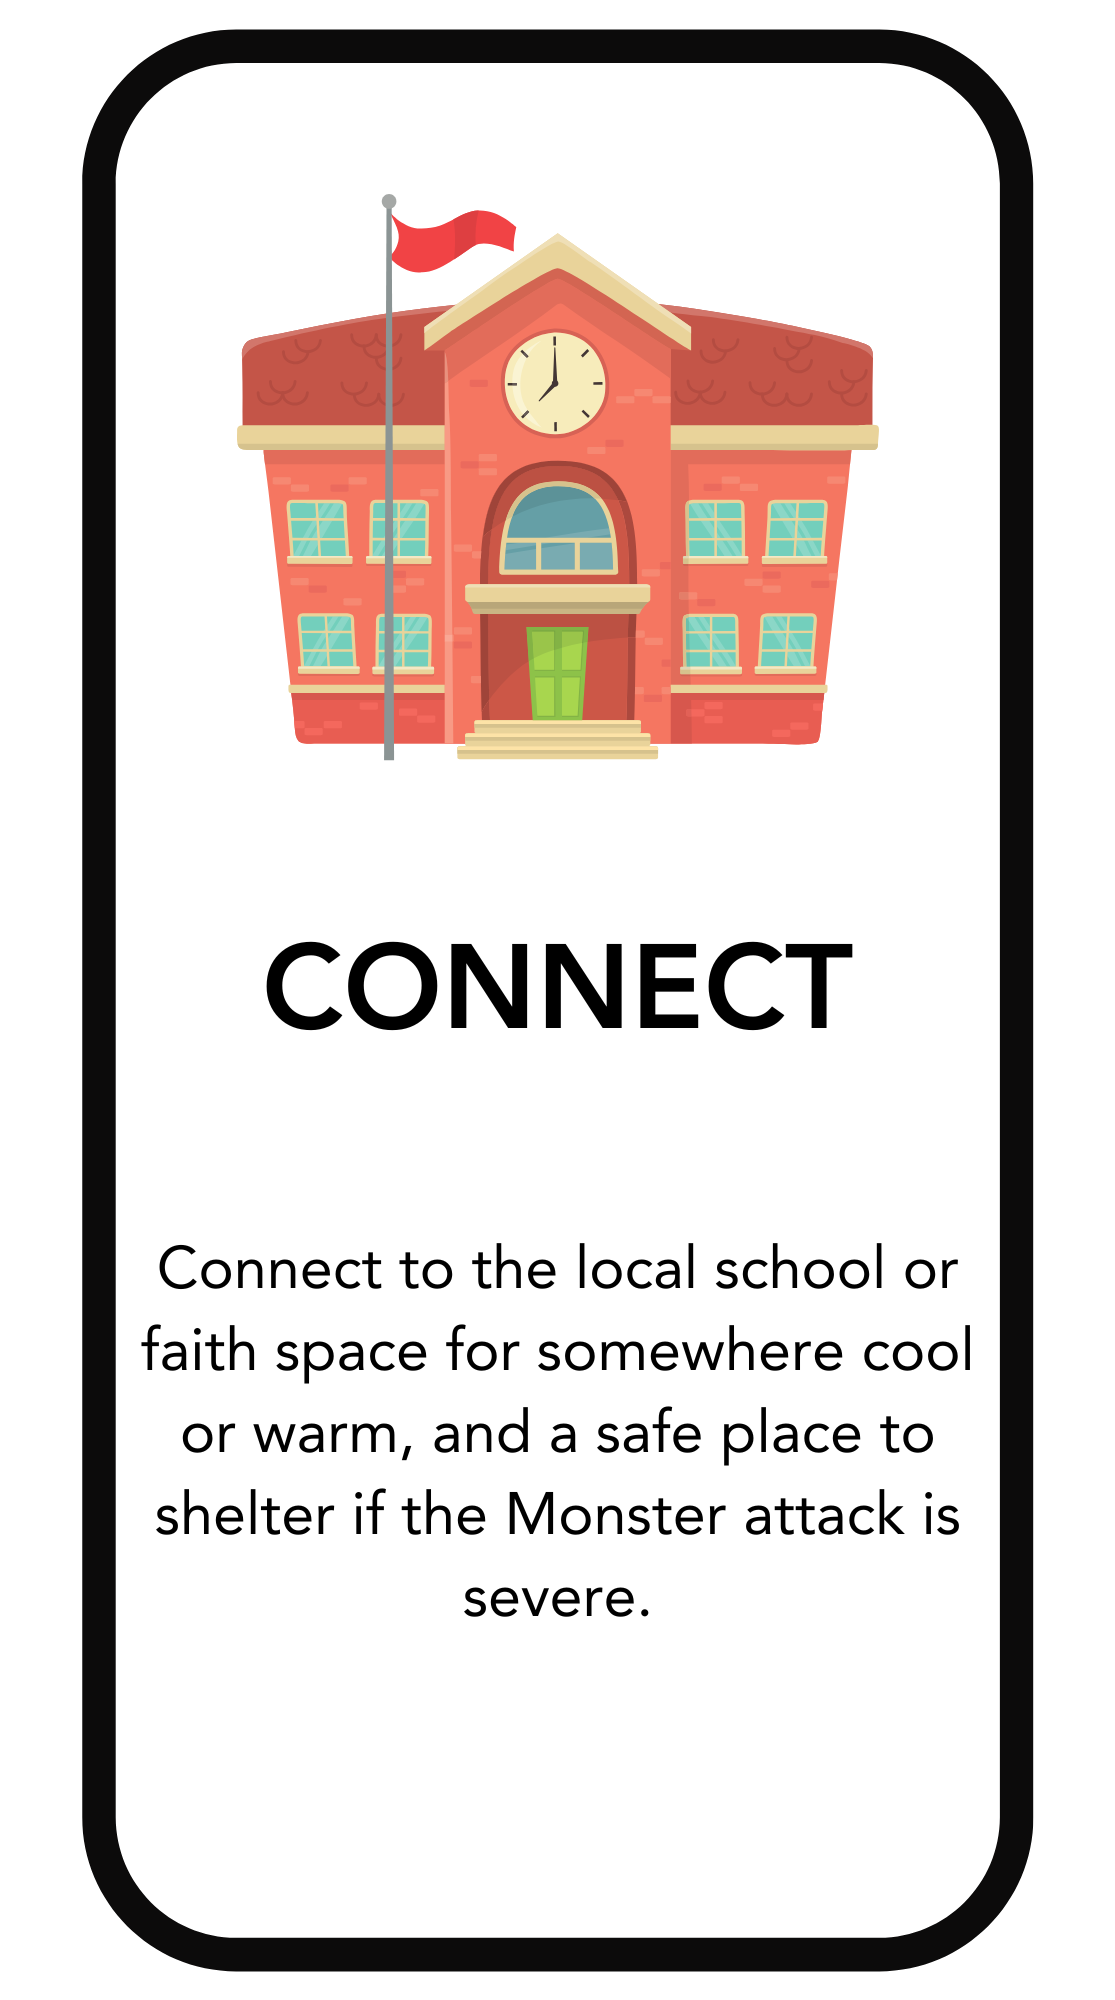 CONNECT
Connect to the local school or
faith space for somewhere cool
or warm, and a safe place to
shelter if the Monster attack is
severe.